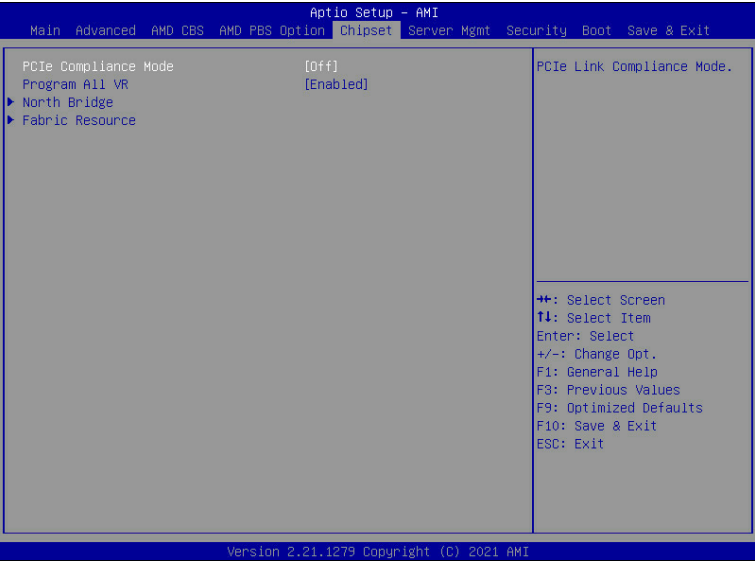 Aptio Setup – AMI
Main Advanced AMD CBS AMD PBS Option Chipset Server Mgmt Security Boot Save & Exit
PCIe Compliance Mode [Off]
Program All VR [Enabled]
North Bridge
Fabric Resource
PCIe Link Compliance Mode.
→←: Select Screen
↑↓: Select Item
Enter: Select
+/-: Change Opt.
F1: General Help
F3: Previous Values
F9: Optimized Defaults
F10: Save & Exit
ESC: Exit
Version 2.21.1279 Copyright (C) 2021 AMI